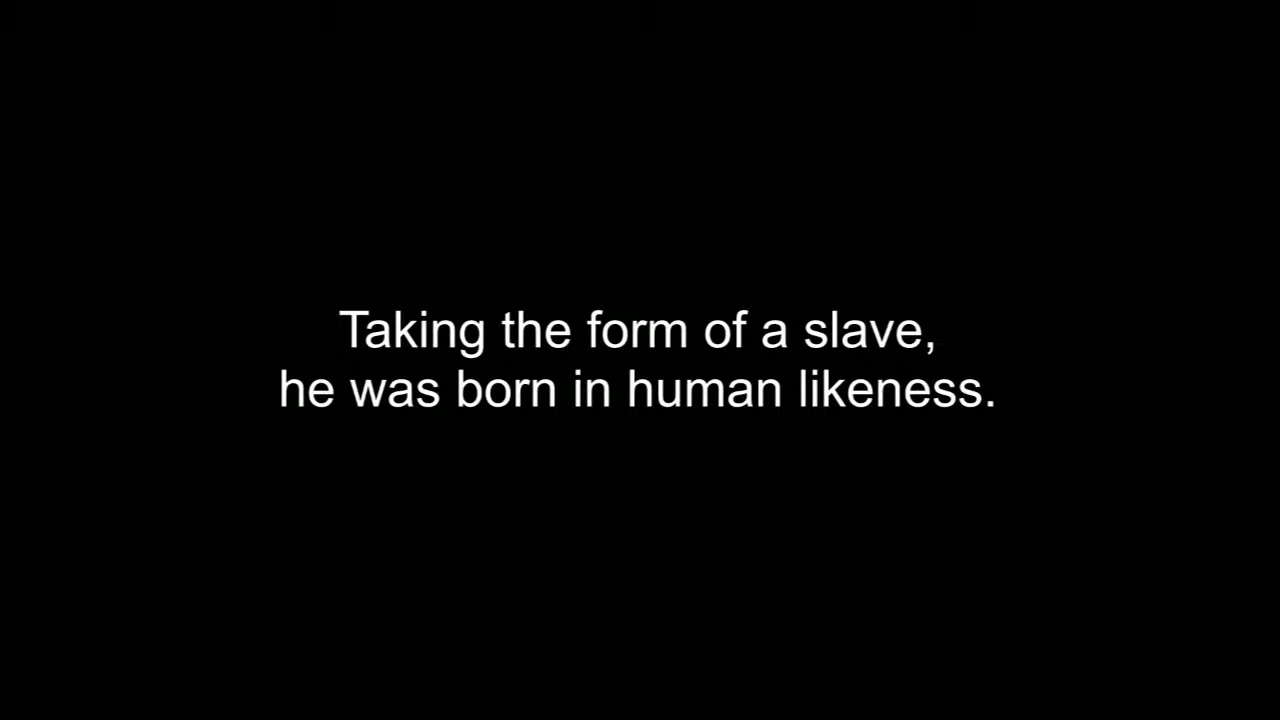 Taking the form of a slave,
he was born in human likeness.